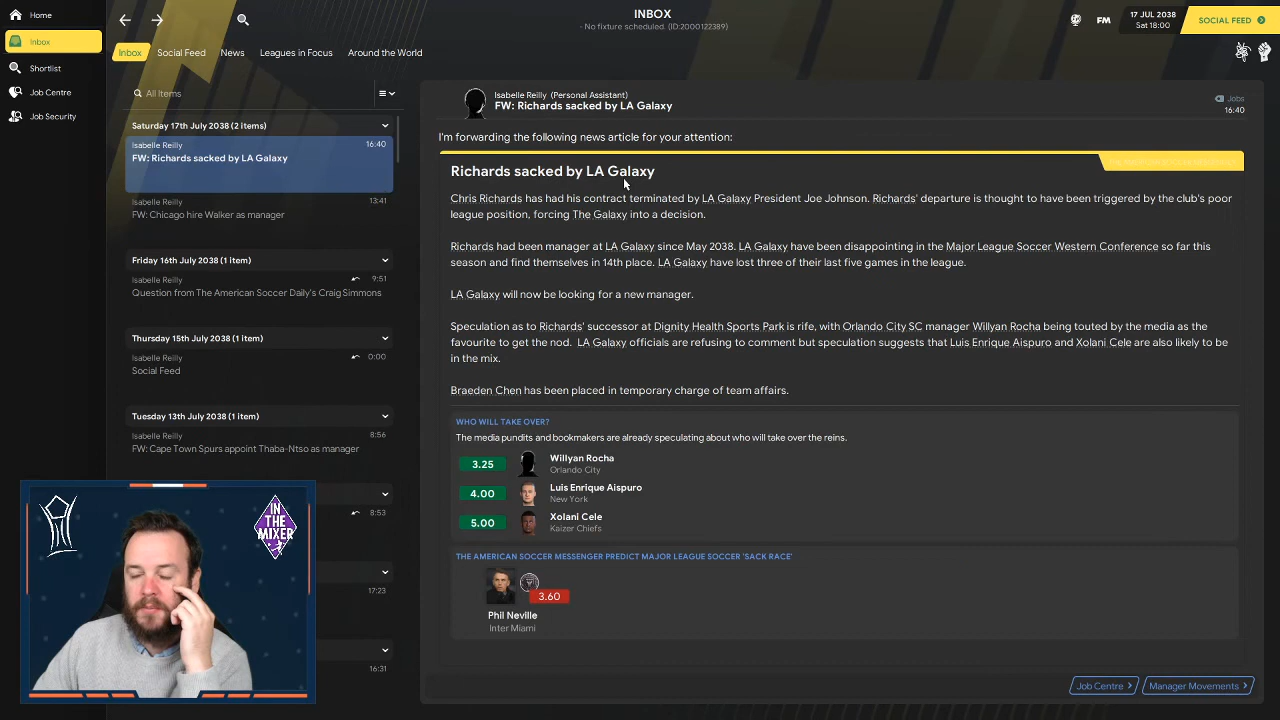 Home
INBOX
- No fixture scheduled. (ID:2000122389)
FM
17 JUL 2038
Sat 18:00
SOCIAL FEED
Inbox
Shortlist
Job Centre
Job Security
Inbox
Social Feed
News
Leagues in Focus
Around the World
All Items
Saturday 17th July 2038 (2 items)
Isabelle Reilly
16:40
FW: Richards sacked by LA Galaxy
Isabelle Reilly
13:41
FW: Chicago hire Walker as manager
Friday 16th July 2038 (1 item)
Isabelle Reilly
9:51
Question from The American Soccer Daily's Craig Simmons
Thursday 15th July 2038 (1 item)
Isabelle Reilly
0:00
Social Feed
Tuesday 13th July 2038 (1 item)
Isabelle Reilly
8:56
FW: Cape Town Spurs appoint Thaba-Ntso as manager
8:53
17:23
16:31
IN THE
MIXER
Isabelle Reilly (Personal Assistant)
FW: Richards sacked by LA Galaxy
Jobs
16:40
I'm forwarding the following news article for your attention:
Richards sacked by LA Galaxy
Chris Richards has had his contract terminated by LA Galaxy President Joe Johnson. Richards' departure is thought to have been triggered by the club's poor
league position, forcing The Galaxy into a decision.
Richards had been manager at LA Galaxy since May 2038. LA Galaxy have been disappointing in the Major League Soccer Western Conference so far this
season and find themselves in 14th place. LA Galaxy have lost three of their last five games in the league.
LA Galaxy will now be looking for a new manager.
Speculation as to Richards' successor at Dignity Health Sports Park is rife, with Orlando City SC manager Willyan Rocha being touted by the media as the
favourite to get the nod. LA Galaxy officials are refusing to comment but speculation suggests that Luis Enrique Aispuro and Xolani Cele are also likely to be
in the mix.
Braeden Chen has been placed in temporary charge of team affairs.
WHO WILL TAKE OVER?
The media pundits and bookmakers are already speculating about who will take over the reins.
3.25
Willyan Rocha
Orlando City
4.00
Luis Enrique Aispuro
New York
5.00
Xolani Cele
Kaizer Chiefs
THE AMERICAN SOCCER MESSENGER PREDICT MAJOR LEAGUE SOCCER 'SACK RACE'
3.60
Phil Neville
Inter Miami
Job Centre
Manager Movements